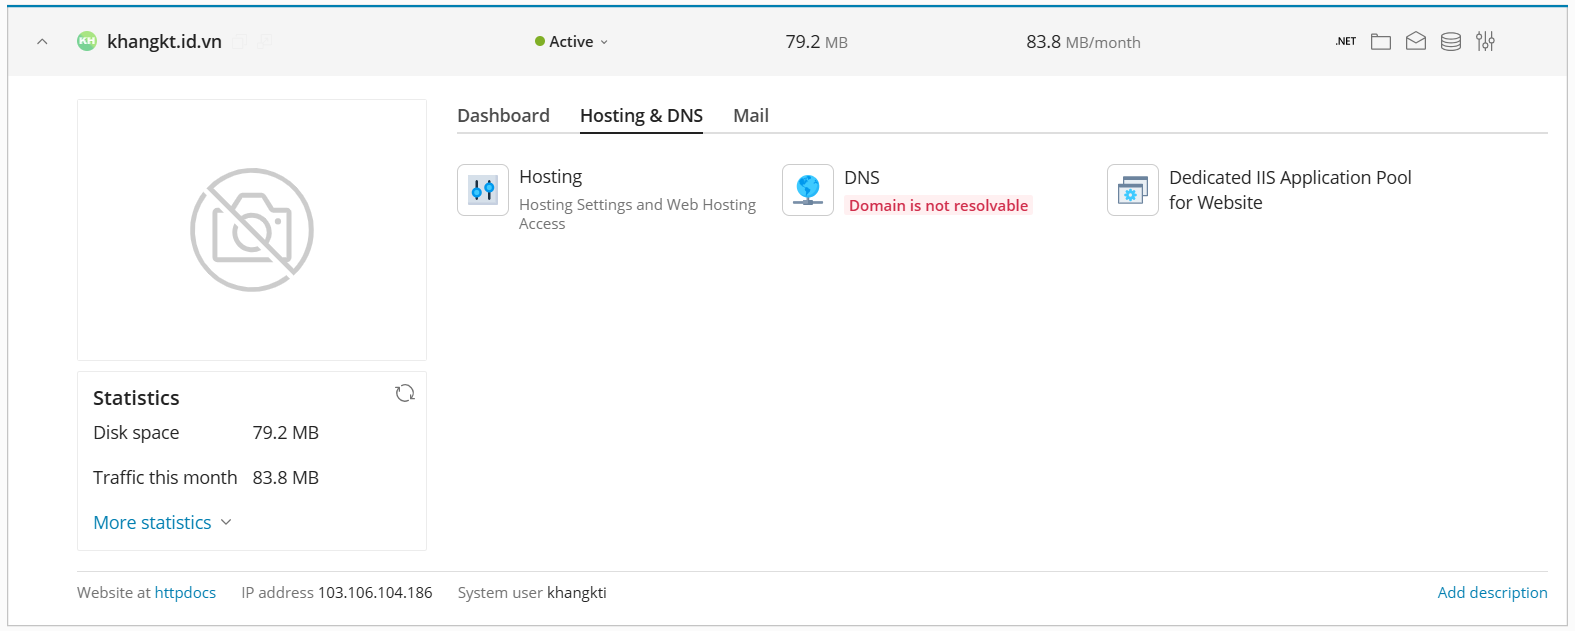 KH khangkt.id.vn Active 79.2 MB 83.8 MB/month .NET
Dashboard Hosting & DNS Mail
Hosting
Hosting Settings and Web Hosting
Access
DNS
Domain is not resolvable
Dedicated IIS Application Pool
for Website
Statistics
Disk space 79.2 MB
Traffic this month 83.8 MB
More statistics
Website at httpdocs IP address 103.106.104.186 System user khangkti Add description